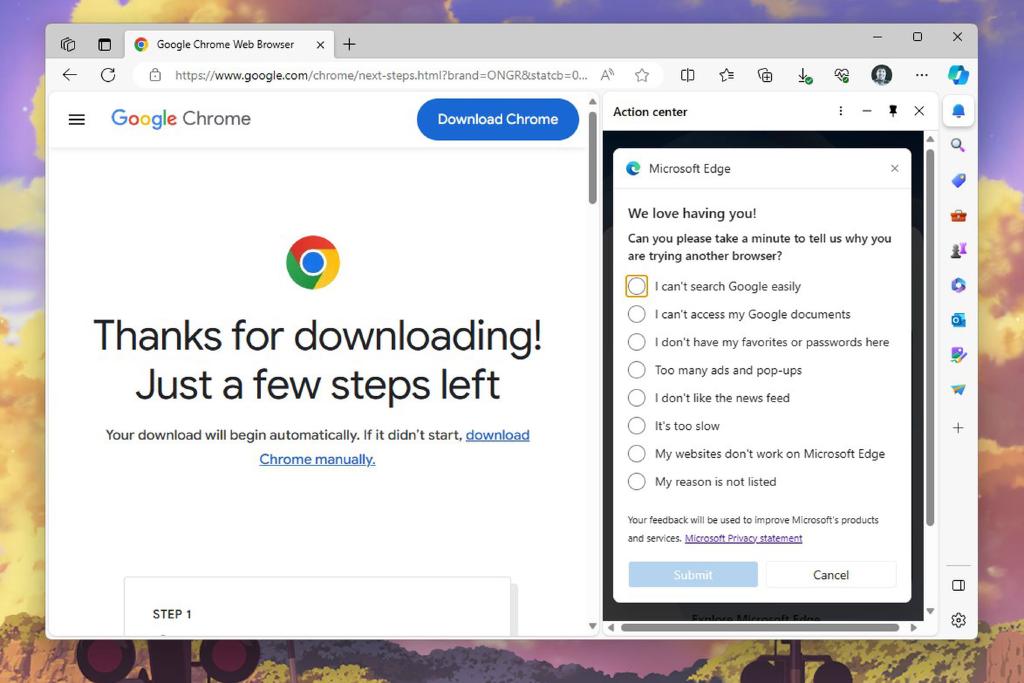 Google Chrome Web Browser
https://www.google.com/chrome/next-steps.html?brand=ONGR&statcb=0...
Google Chrome
Download Chrome
Thanks for downloading!
Just a few steps left
Your download will begin automatically. If it didn't start, download
Chrome manually.
STEP 1
Action center
Microsoft Edge
We love having you!
Can you please take a minute to tell us why you
are trying another browser?
I can't search Google easily
I can't access my Google documents
I don't have my favorites or passwords here
Too many ads and pop-ups
I don't like the news feed
It's too slow
My websites don't work on Microsoft Edge
My reason is not listed
Your feedback will be used to improve Microsoft's products
and services. Microsoft Privacy statement
Submit
Cancel
Explore Microsoft Edge